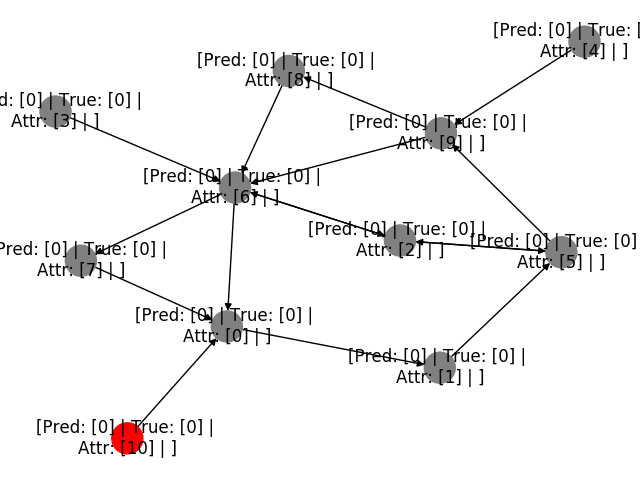 [Pred: [0] | True: [
Attr: [4] | ]
[Pred: [0] | True: [0] |
Attr: [8] | ]
d: [0] | True: [0] |
Attr: [3] | ]
[Pred: [0] | True: [0] |
Attr: [9] | ]
[Pred: [0] | True: [0] |
Attr: [6] | ]
[Pred: [0] | True: [0] |
Attr: [2] | ]
[Pred: [0] | True: [0]
Attr: [5] | ]
Pred: [0] | True: [0] |
Attr: [7] | ]
[Pred: [0] | True: [0] |
Attr: [0] | ]
[Pred: [0] | True: [0] |
Attr: [1] | ]
[Pred: [0] | True: [0] |
Attr: [10] | ]